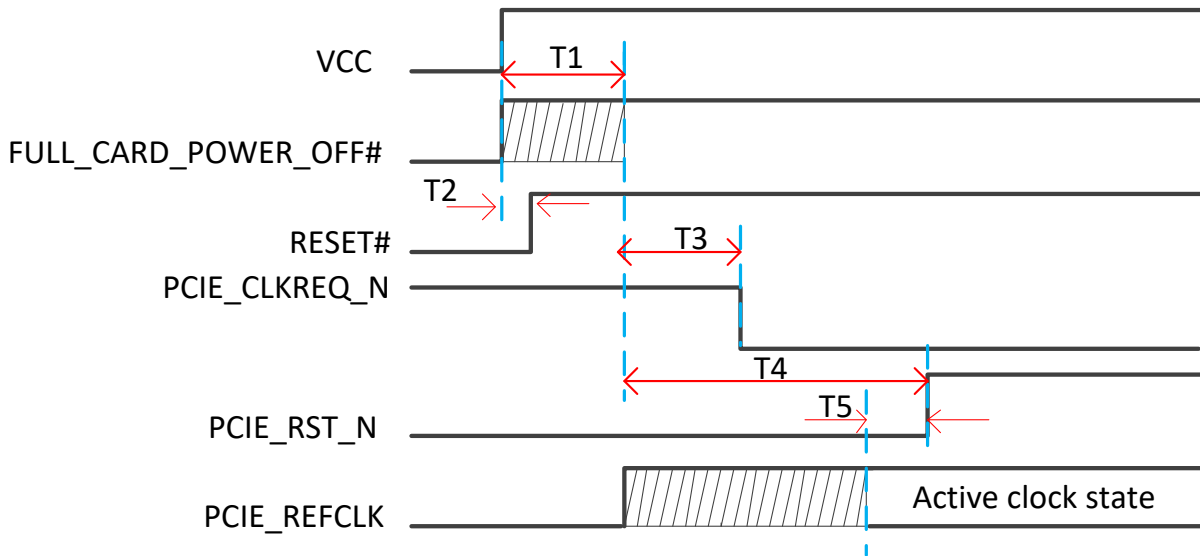 VCC
T1
FULL_CARD_POWER_OFF#
T2
RESET#
T3
PCIE_CLKREQ_N
T4
T5
PCIE_RST_N
PCIE_REFCLK
Active clock state